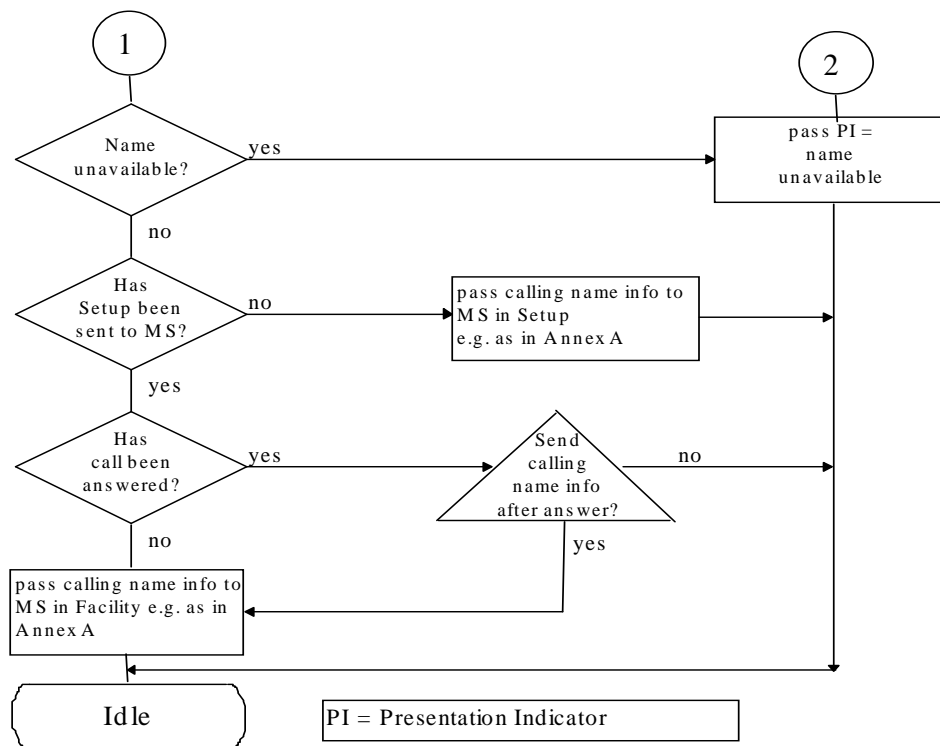 1
2
Name
unavailable?
yes
pass PI =
name
unavailable
no
Has
Setup been
sent to MS?
no
pass calling name info to
MS in Setup
e.g. as in Annex A
yes
Has
call been
answered?
yes
Send
calling
name info
after answer?
no
no
yes
pass calling name info to
MS in Facility e.g. as in
Annex A
Idle
PI = Presentation Indicator